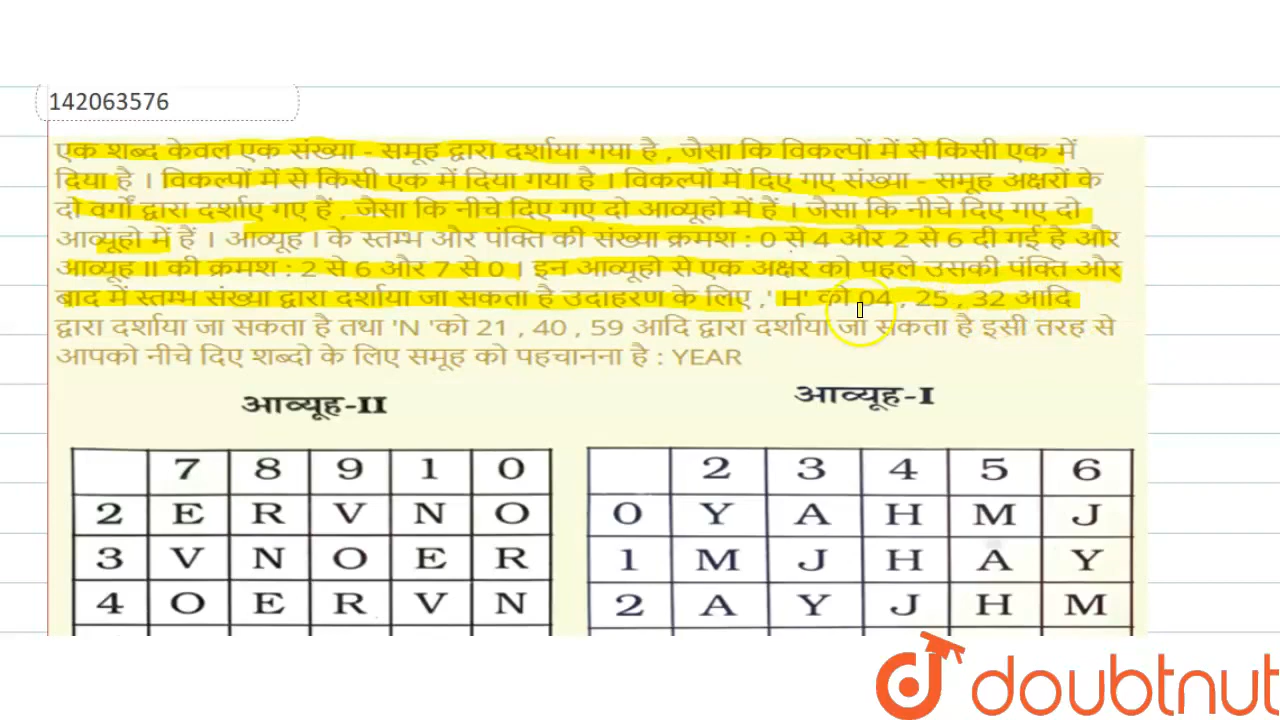 142063576
एक शब्द केवल एक संख्या - समूह द्वारा दर्शाया गया है , जैसा कि विकल्पों में से किसी एक में
दिया है । विकल्पों में से किसी एक में दिया गया है । विकल्पों में दिए गए संख्या - समूह अक्षरों के
दो वर्गों द्वारा दर्शाए गए हैं , जैसा कि नीचे दिए गए दो आव्यूहो में हैं । जैसा कि नीचे दिए गए दो
आव्यूहो में हैं । आव्यूह I के स्तम्भ और पंक्ति की संख्या क्रमश : 0 से 4 और 2 से 6 दी गई है और
आव्यूह II की क्रमश : 2 से 6 और 7 से 0 । इन आव्यूहो से एक अक्षर को पहले उसकी पंक्ति और
बाद में स्तम्भ संख्या द्वारा दर्शाया जा सकता है उदाहरण के लिए ,' H' को 04 , 25 , 32 आदि
द्वारा दर्शाया जा सकता है तथा 'N 'को 21 , 40 , 59 आदि द्वारा दर्शाया जा सकता है इसी तरह से
आपको नीचे दिए शब्दो के लिए समूह को पहचानना है : YEAR
आव्यूह-II
7 8 9 1 0
2 E R V N O
3 V N O E R
4 O E R V N
आव्यूह-I
2 3 4 5 6
0 Y A H M J
1 M J H A Y
2 A Y J H M
doubtnut